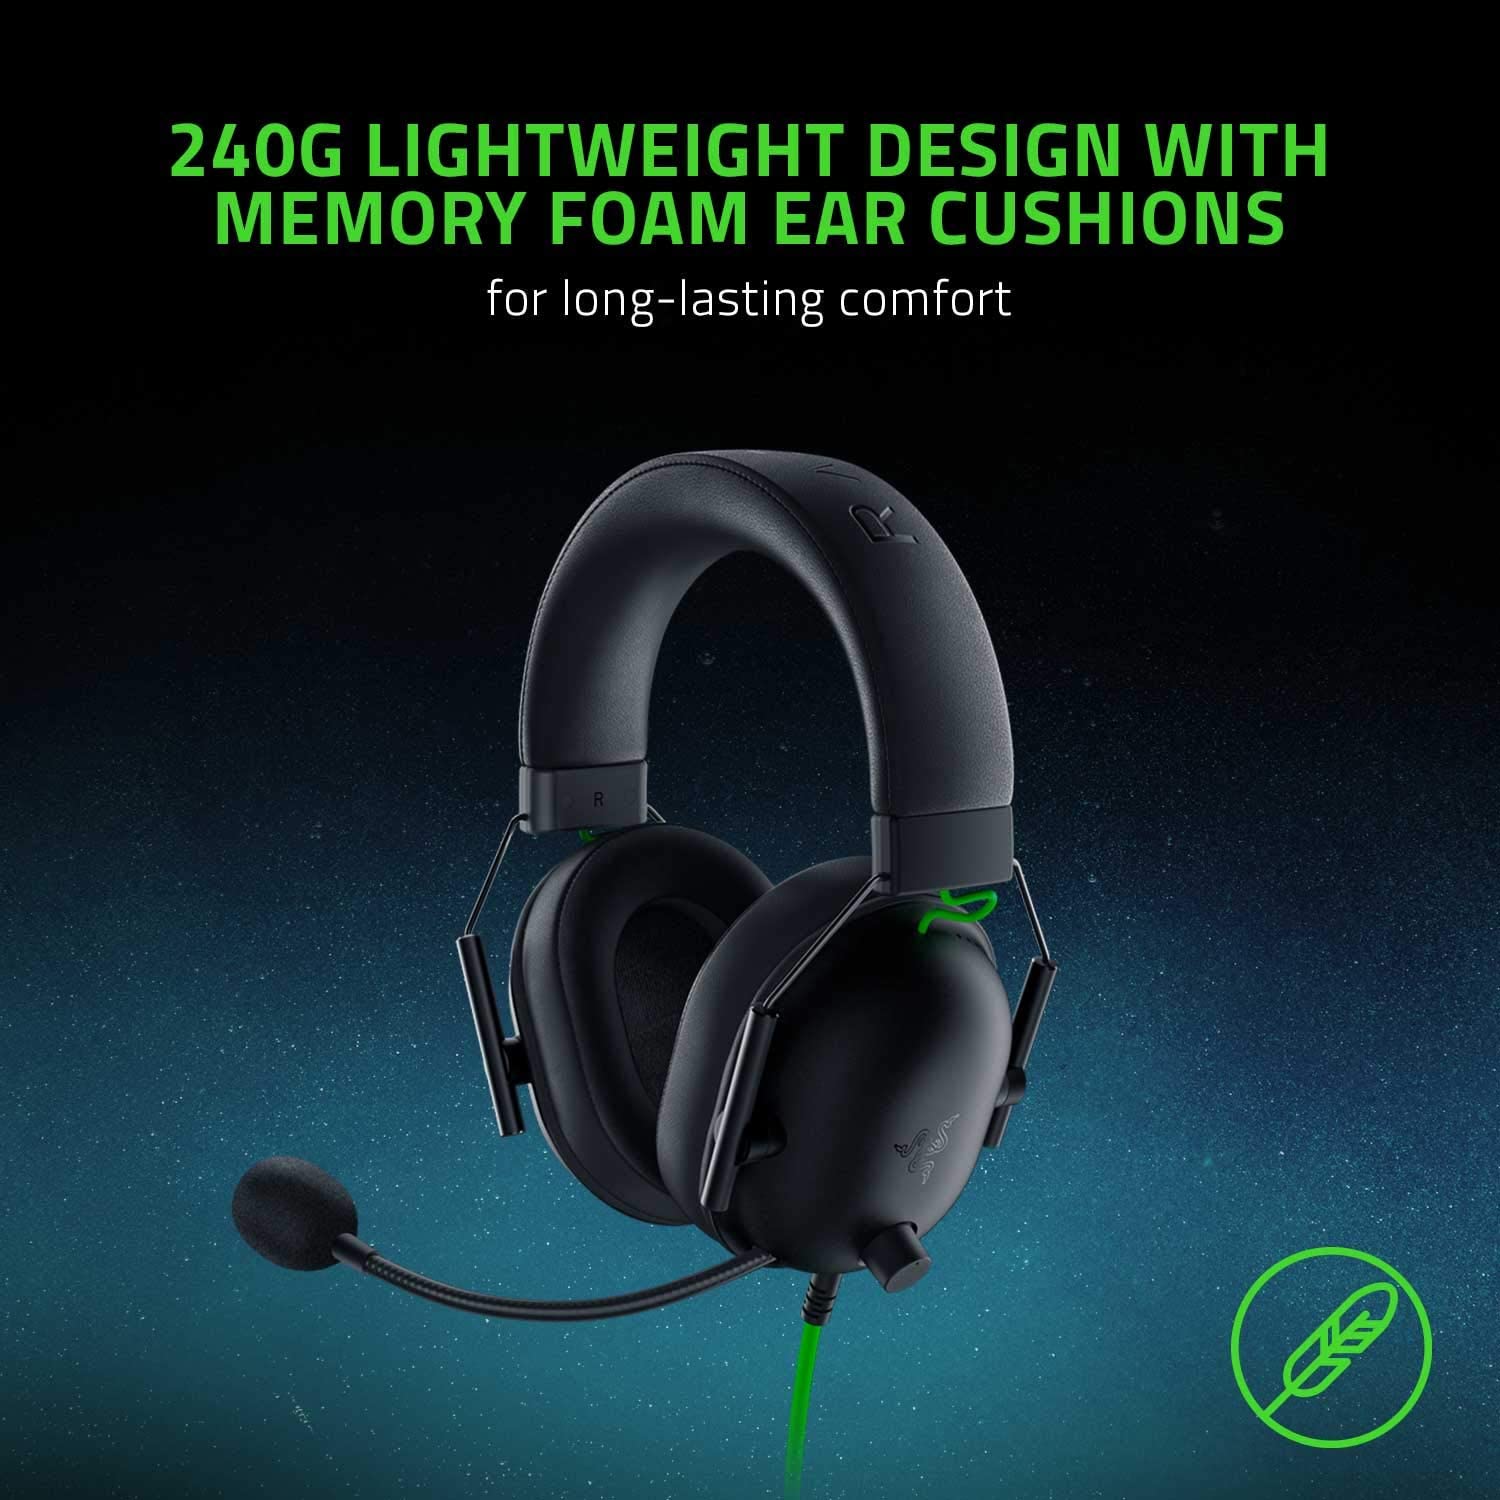 240G LIGHTWEIGHT DESIGN WITH
MEMORY FOAM EAR CUSHIONS
for long-lasting comfort
R A
R